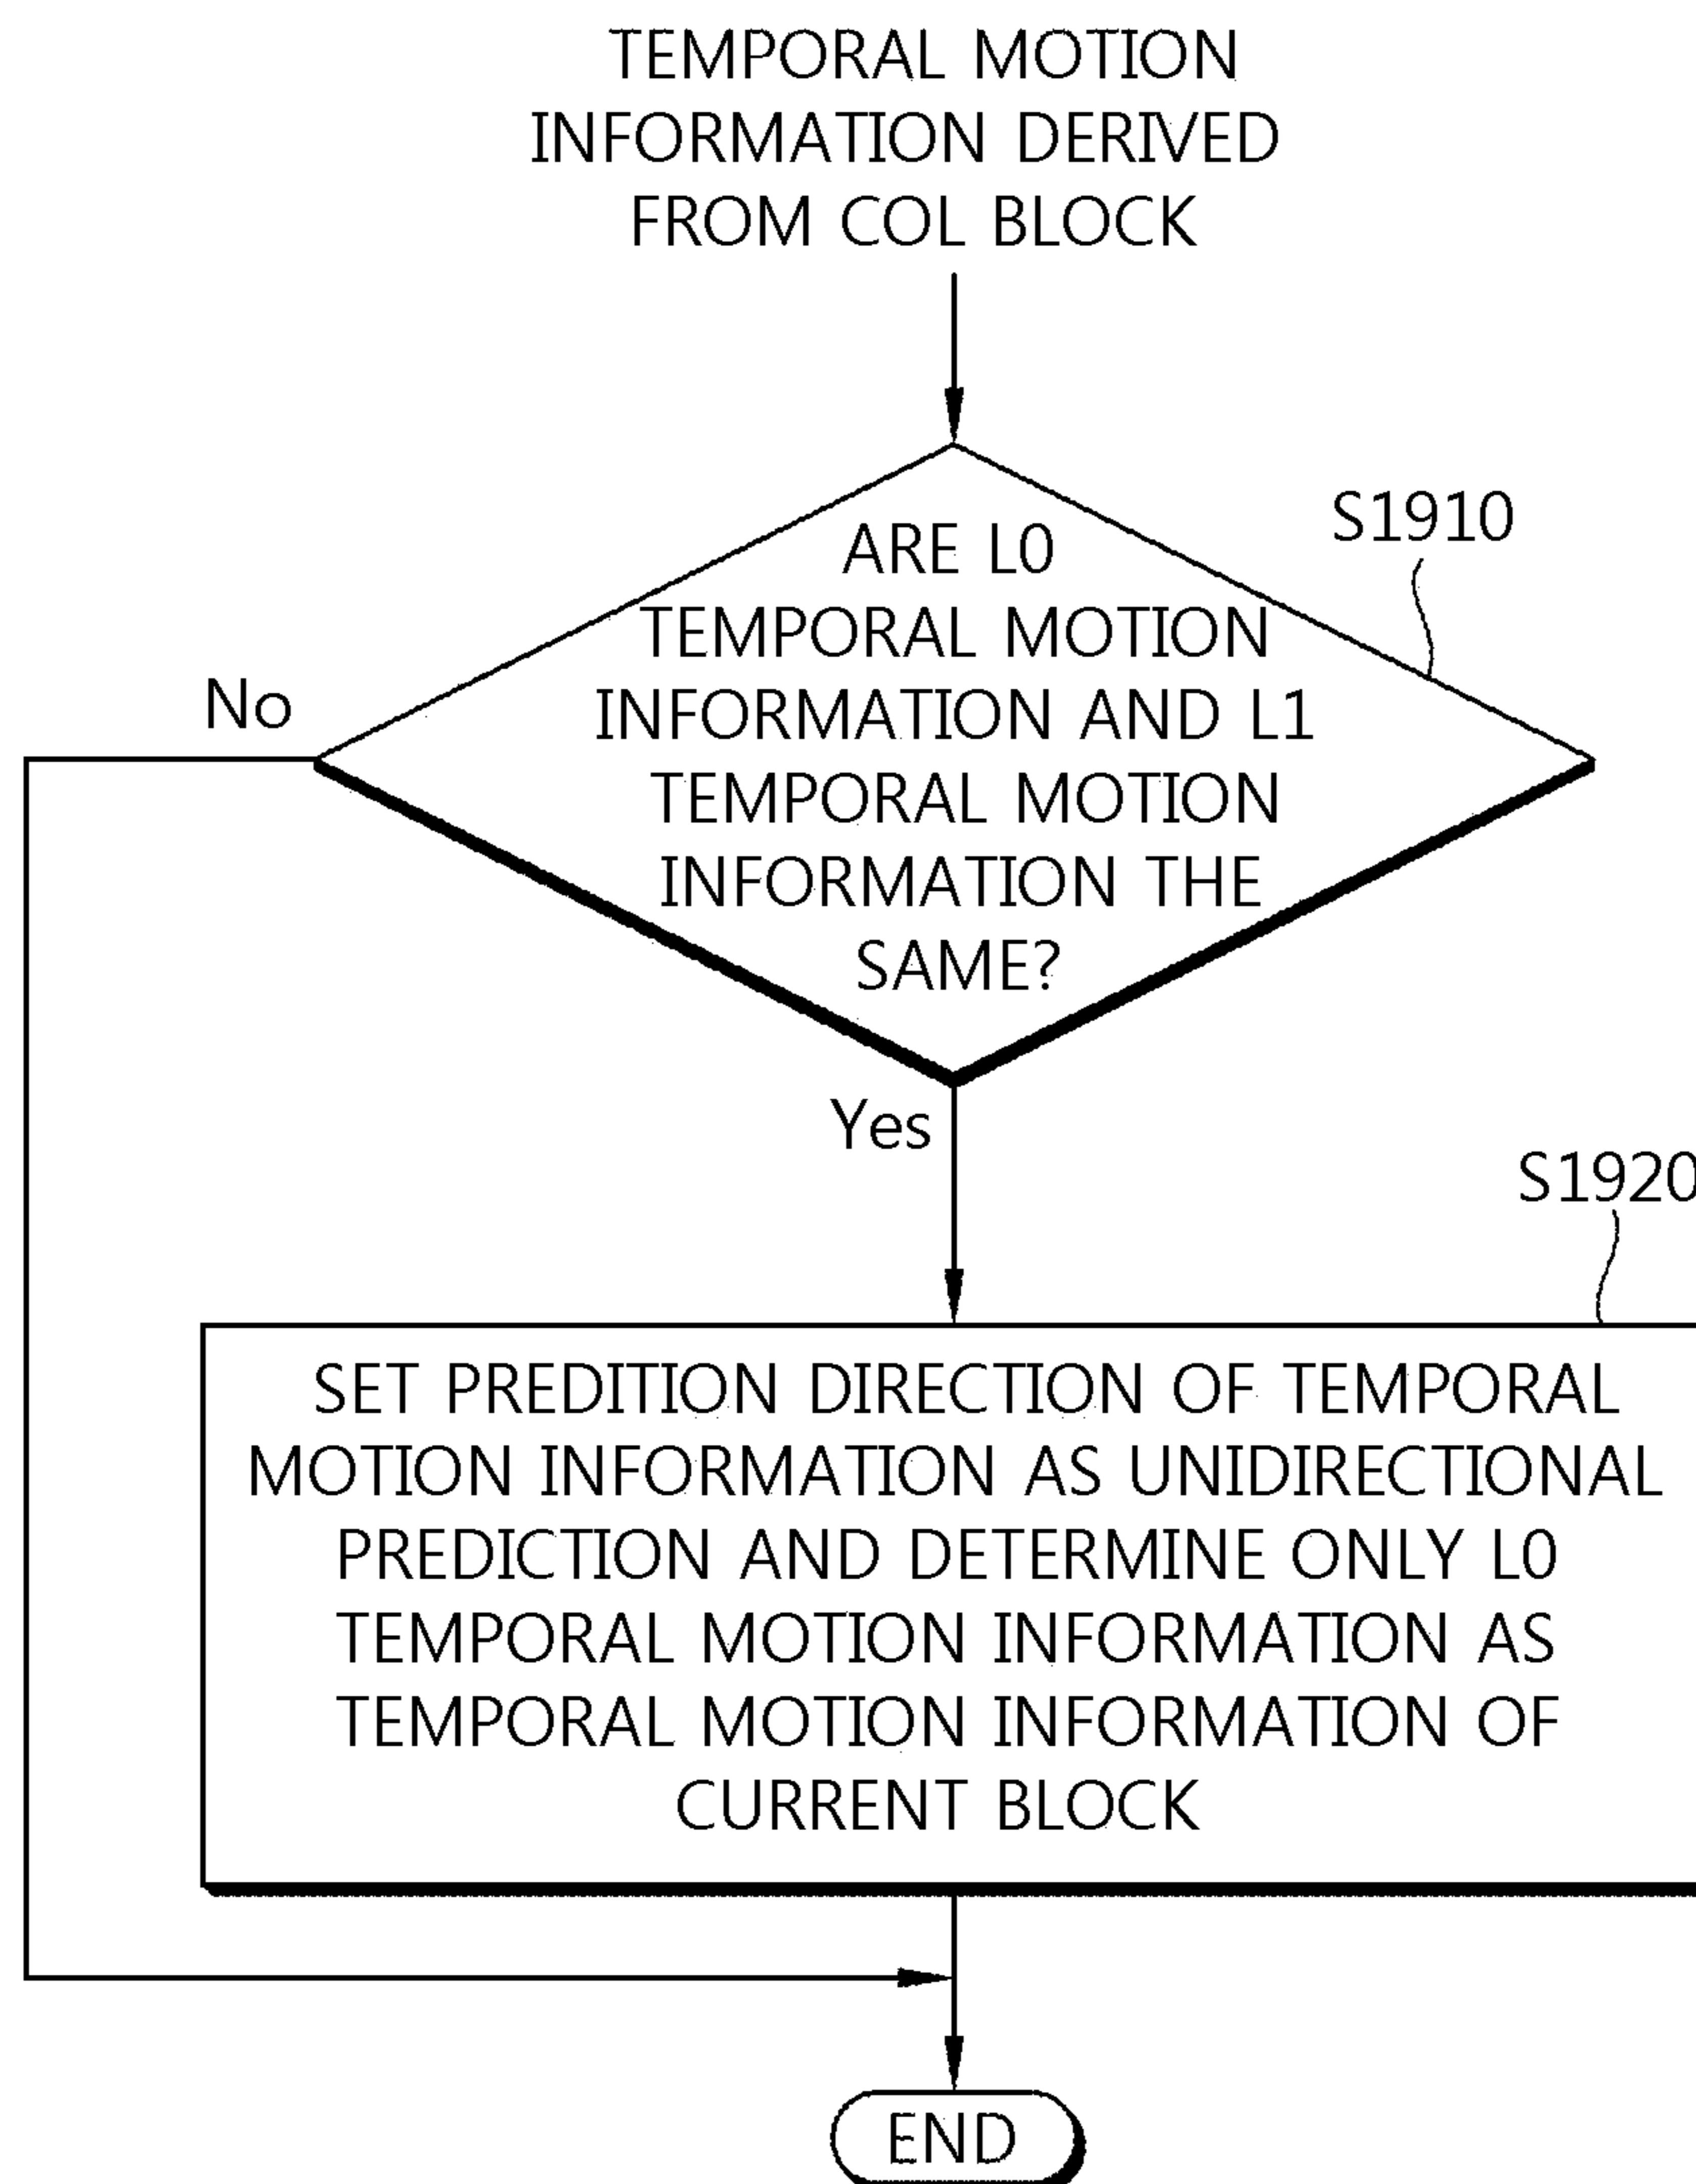 TEMPORAL MOTION
INFORMATION DERIVED
FROM COL BLOCK
S1910
ARE L0
TEMPORAL MOTION
INFORMATION AND L1
TEMPORAL MOTION
INFORMATION THE
SAME?
No
Yes
S1920
SET PREDITION DIRECTION OF TEMPORAL
MOTION INFORMATION AS UNIDIRECTIONAL
PREDICTION AND DETERMINE ONLY L0
TEMPORAL MOTION INFORMATION AS
TEMPORAL MOTION INFORMATION OF
CURRENT BLOCK
END